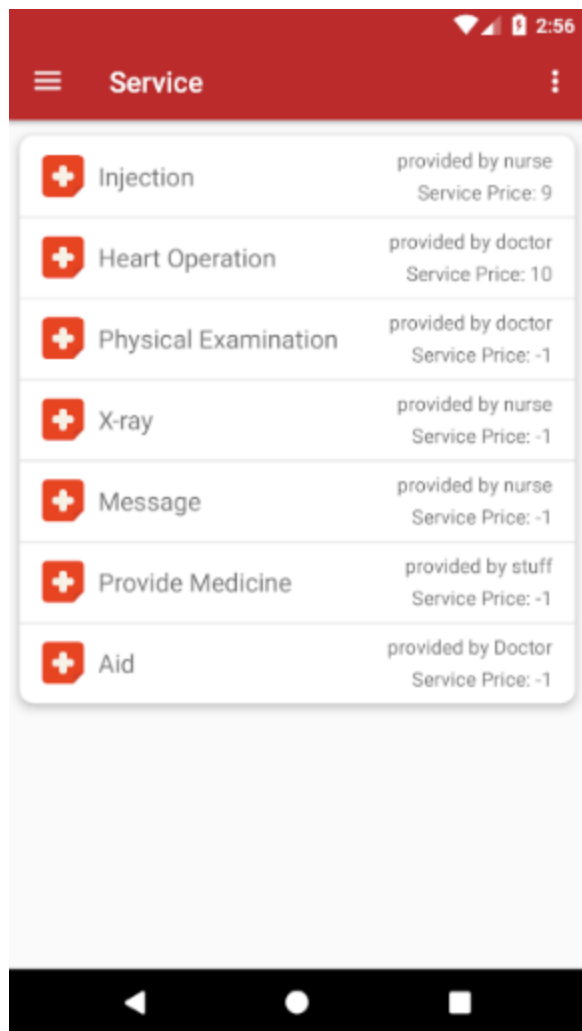 2:56
Service
Injection
provided by nurse
Service Price: 9
Heart Operation
provided by doctor
Service Price: 10
Physical Examination
provided by doctor
Service Price: -1
X-ray
provided by nurse
Service Price: -1
Message
provided by nurse
Service Price: -1
Provide Medicine
provided by stuff
Service Price: -1
Aid
provided by Doctor
Service Price: -1